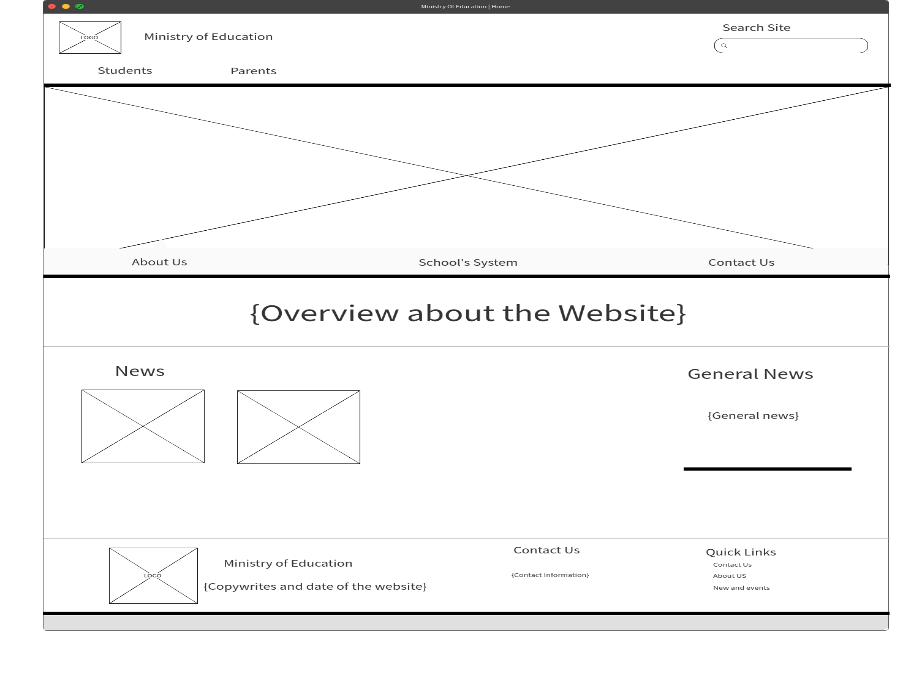 Ministry Of Education | Home
LOGO
Ministry of Education
Search Site
Students
Parents
About Us
School's System
Contact Us
{Overview about the Website}
News
General News
{General news}
LOGO
Ministry of Education
{Copywrites and date of the website}
Contact Us
{Contact Information}
Quick Links
Contact Us
About US
New and events